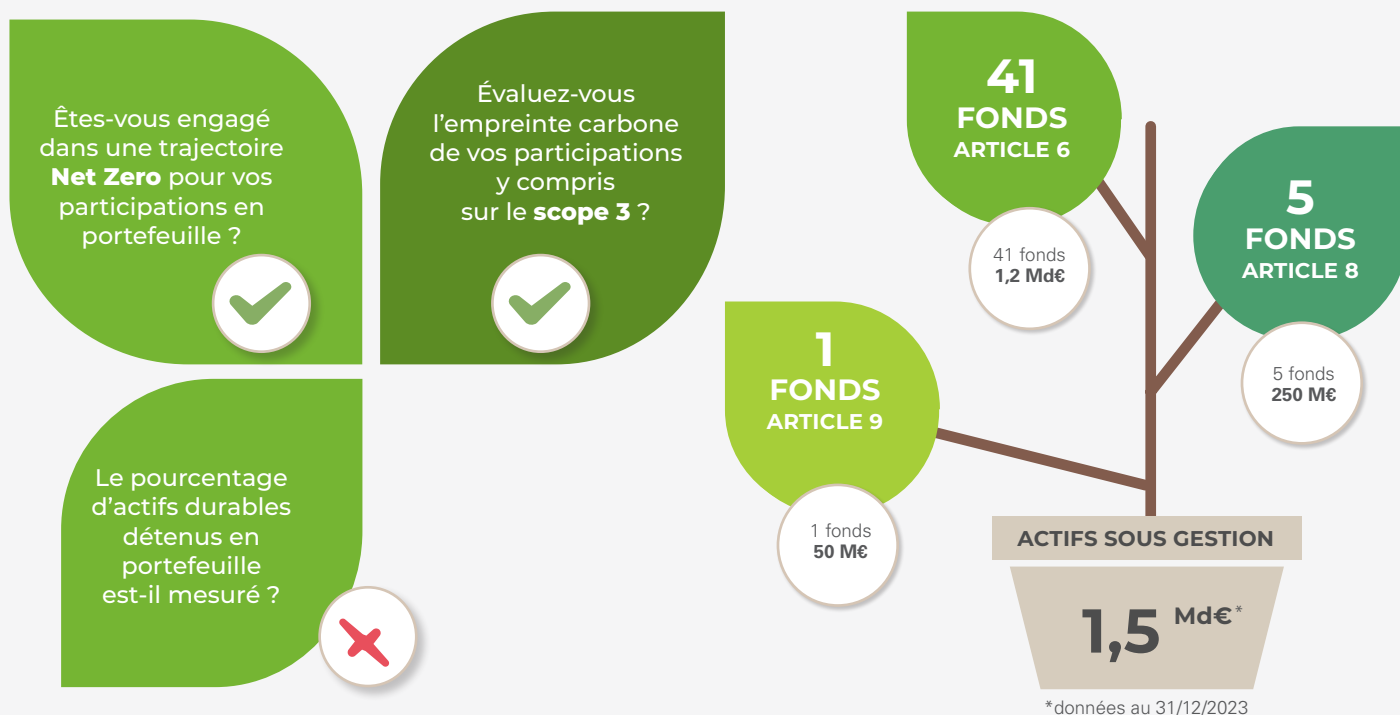 Êtes-vous engagé
dans une trajectoire
Net Zero pour vos
participations en
portefeuille ?
Évaluez-vous
l'empreinte carbone
de vos participations
y compris
sur le scope 3 ?
Le pourcentage
d'actifs durables
détenus en
portefeuille
est-il mesuré ?
41
FONDS
ARTICLE 6
41 fonds
1,2 Md€
5
FONDS
ARTICLE 8
5 fonds
250 M€
1
FONDS
ARTICLE 9
1 fonds
50 M€
ACTIFS SOUS GESTION
1,5 Md€*
*données au 31/12/2023